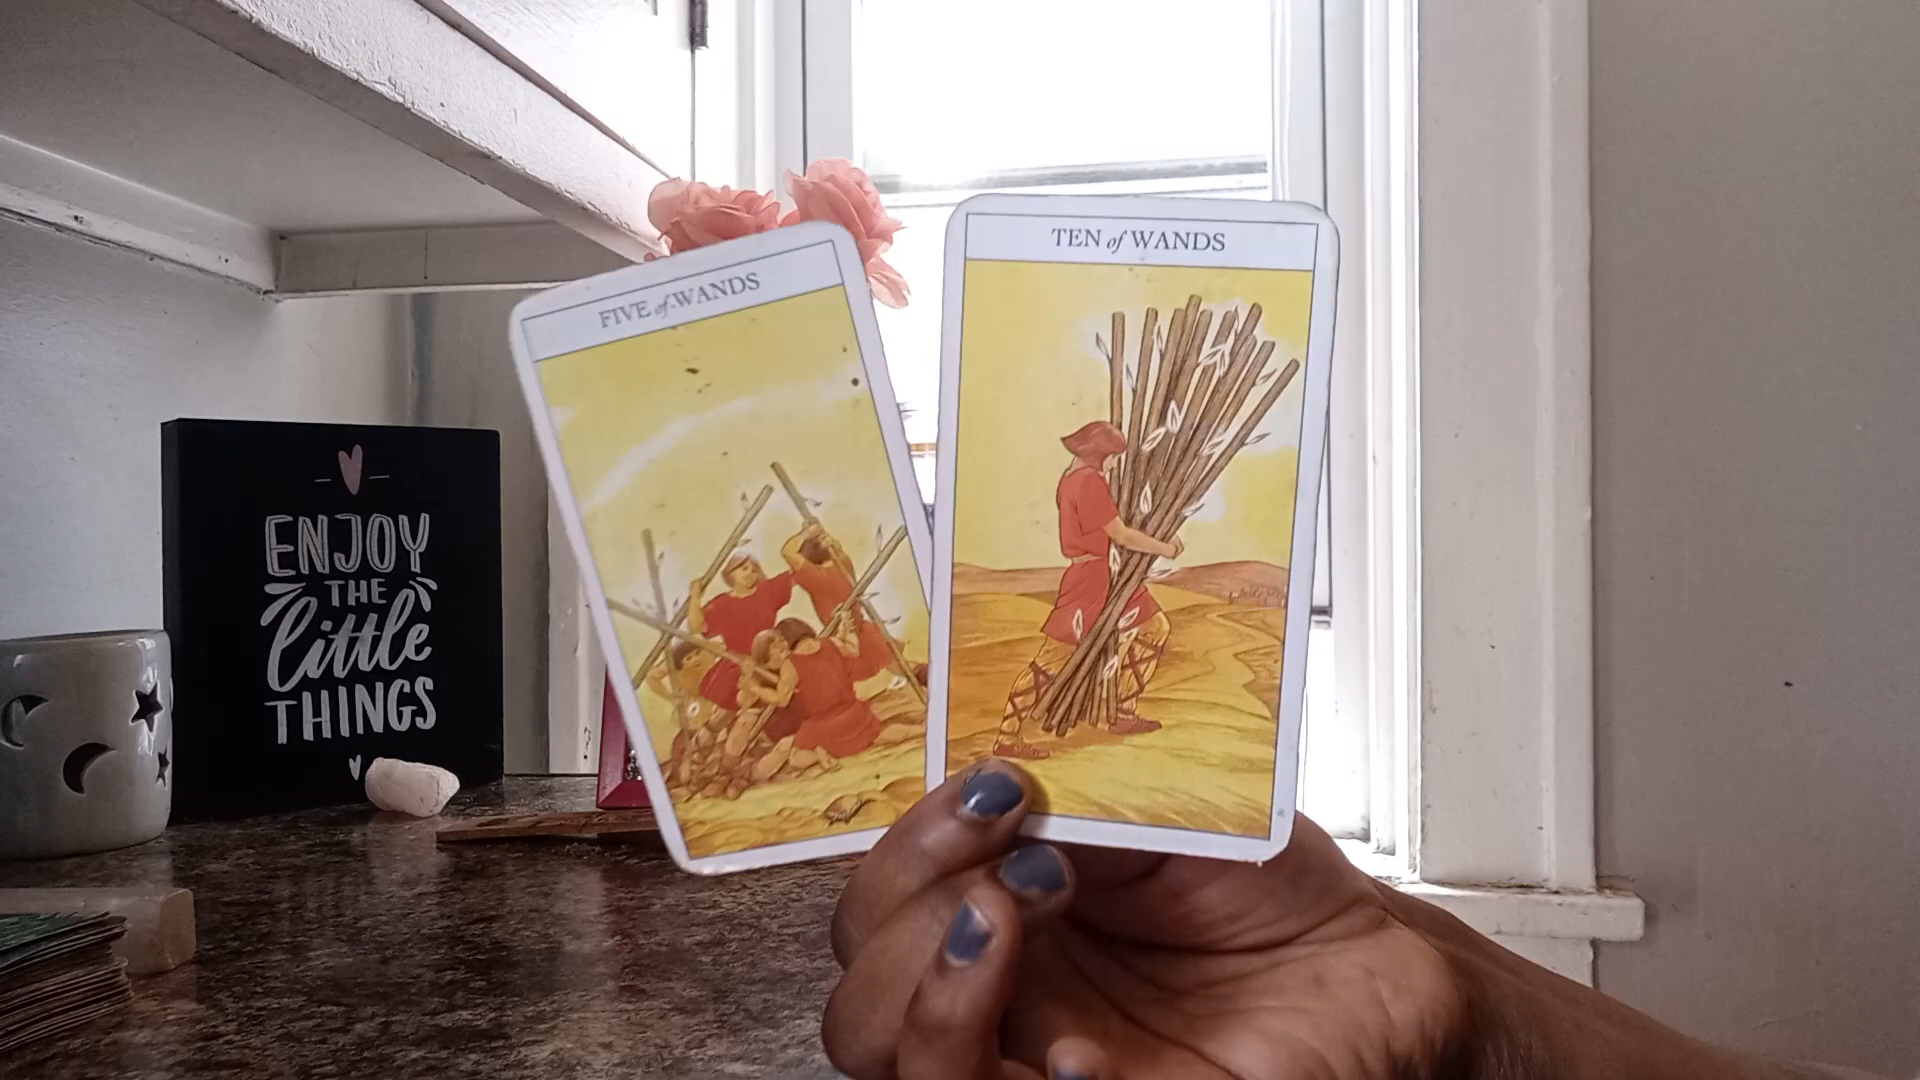 FIVE of WANDS
TEN of WANDS
ENJOY
THE
little
THINGS